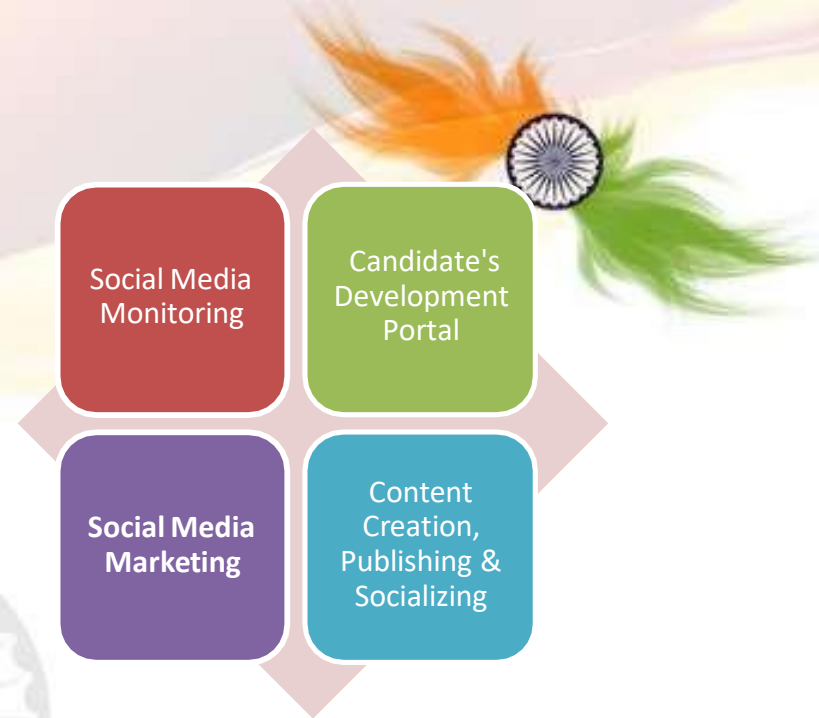 Social Media
Monitoring
Candidate's
Development
Portal
Social Media
Marketing
Content
Creation,
Publishing &
Socializing